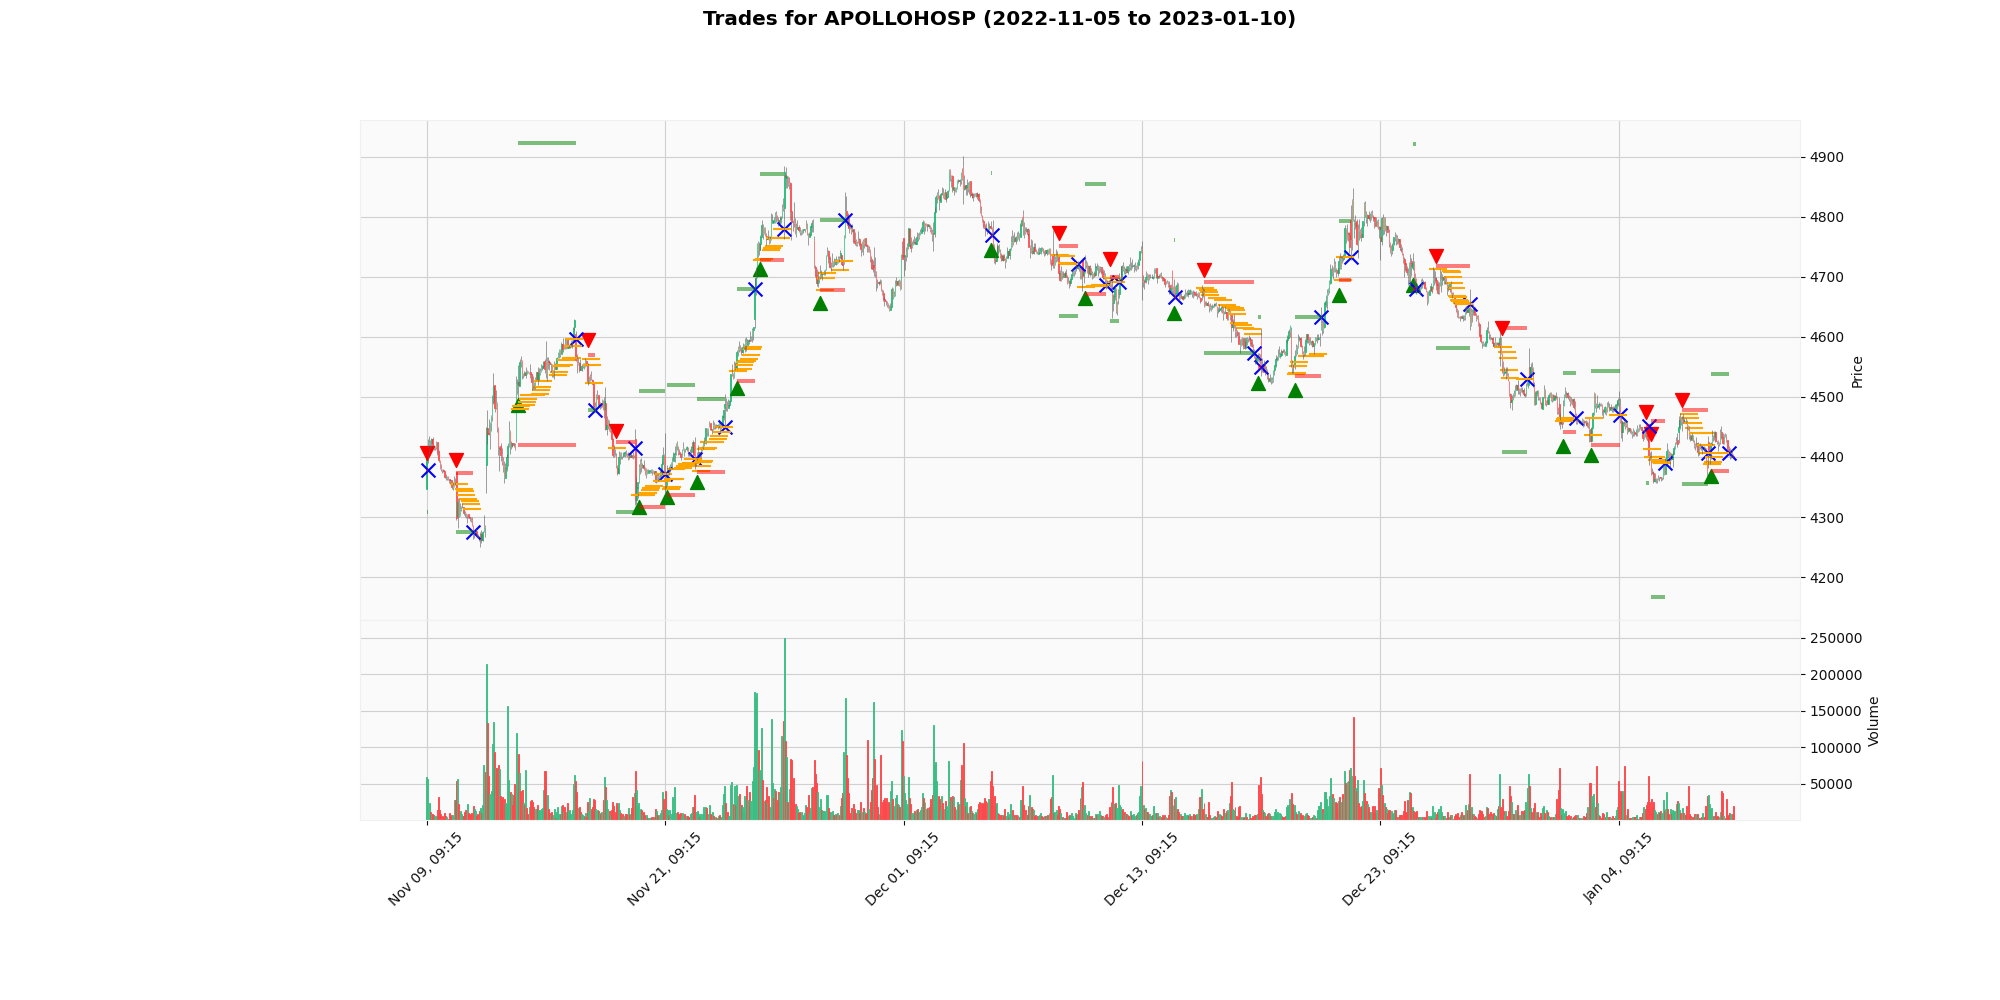 Trades for APOLLOHOSP (2022-11-05 to 2023-01-10)
4900
4800
4700
4600
4500
4400
4300
4200
Price
250000
200000
150000
100000
50000
Volume
Nov 09, 09:15
Nov 21, 09:15
Dec 01, 09:15
Dec 13, 09:15
Dec 23, 09:15
Jan 04, 09:15